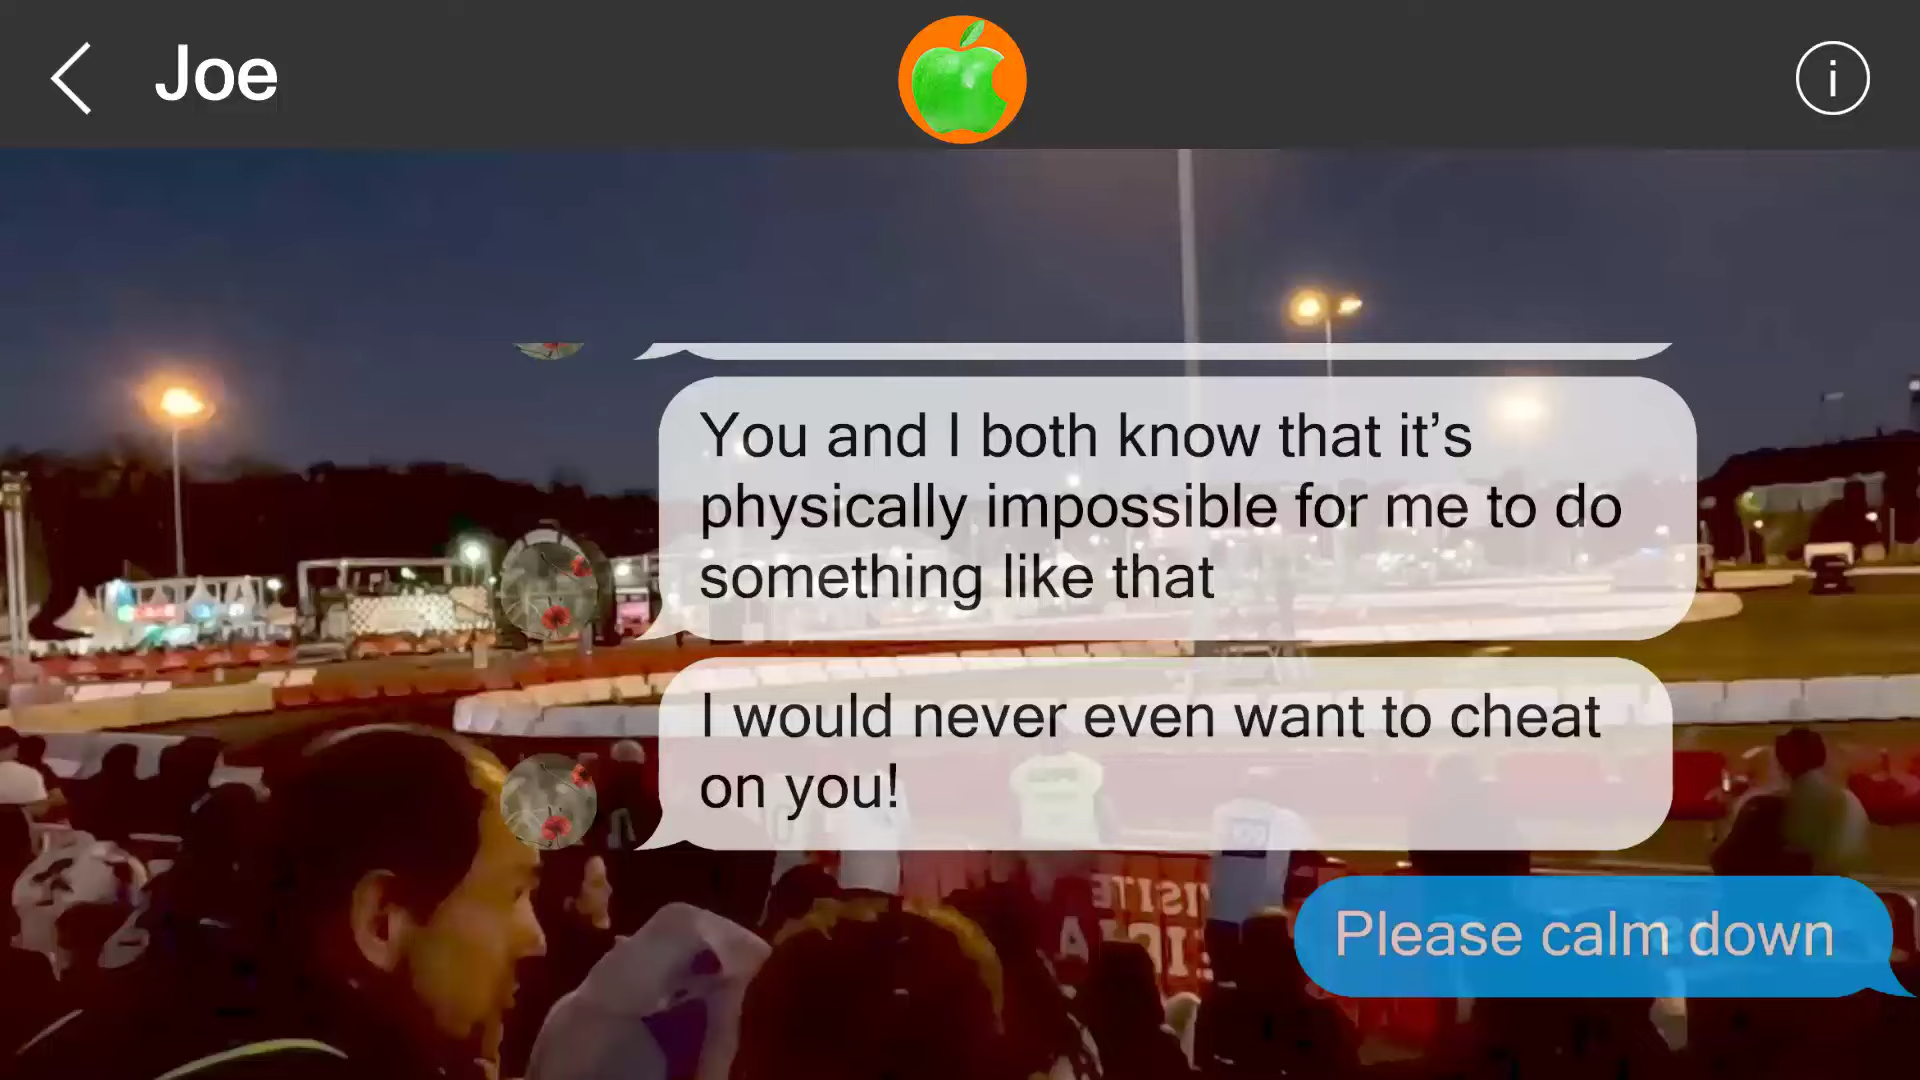 Joe
i
You and I both know that it’s
physically impossible for me to do
something like that
I would never even want to cheat
on you!
Please calm down